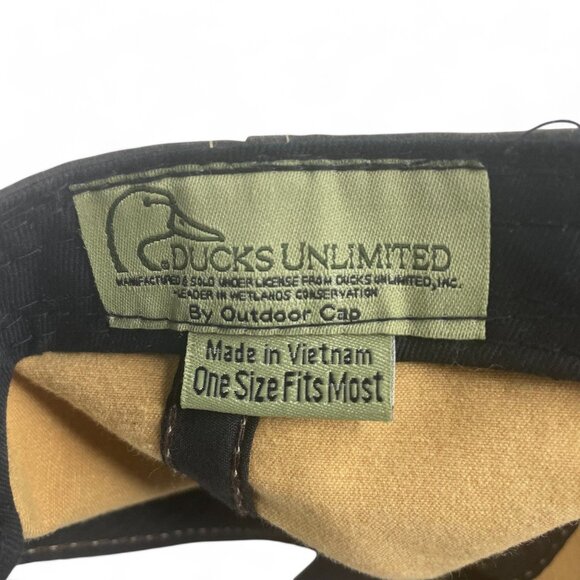 DUCKS UNLIMITED
MANUFACTURED & SOLD UNDER LICENSE FROM DUCKS UNLIMITED, INC.
-LEADER IN WETLANDS CONSERVATION
By Outdoor Cap
Made in Vietnam
One Size Fits Most